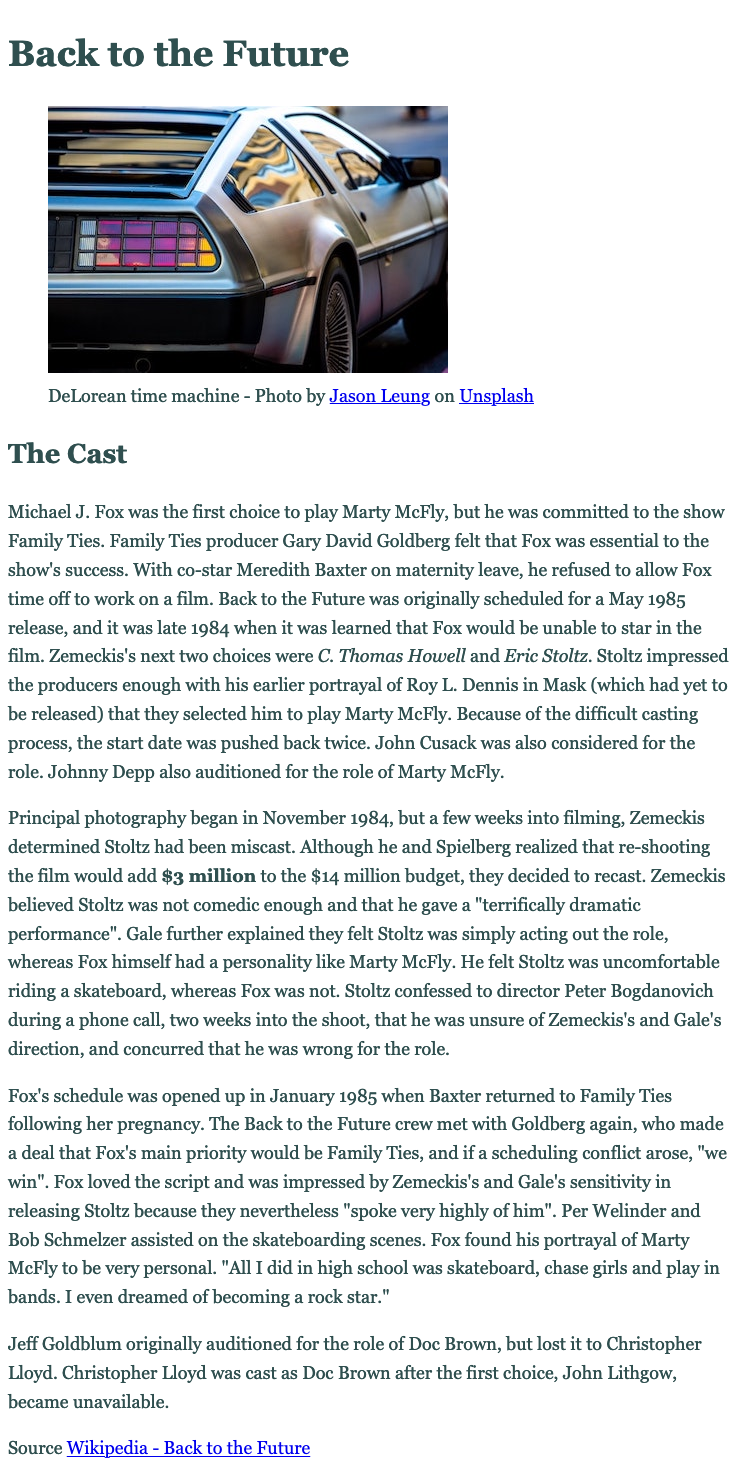 Back to the Future
DeLorean time machine - Photo by Jason Leung on Unsplash
The Cast
Michael J. Fox was the first choice to play Marty McFly, but he was committed to the show
Family Ties. Family Ties producer Gary David Goldberg felt that Fox was essential to the
show's success. With co-star Meredith Baxter on maternity leave, he refused to allow Fox
time off to work on a film. Back to the Future was originally scheduled for a May 1985
release, and it was late 1984 when it was learned that Fox would be unable to star in the
film. Zemeckis's next two choices were C. Thomas Howell and Eric Stoltz. Stoltz impressed
the producers enough with his earlier portrayal of Roy L. Dennis in Mask (which had yet to
be released) that they selected him to play Marty McFly. Because of the difficult casting
process, the start date was pushed back twice. John Cusack was also considered for the
role. Johnny Depp also auditioned for the role of Marty McFly.
Principal photography began in November 1984, but a few weeks into filming, Zemeckis
determined Stoltz had been miscast. Although he and Spielberg realized that re-shooting
the film would add $3 million to the $14 million budget, they decided to recast. Zemeckis
believed Stoltz was not comedic enough and that he gave a "terrifically dramatic
performance". Gale further explained they felt Stoltz was simply acting out the role,
whereas Fox himself had a personality like Marty McFly. He felt Stoltz was uncomfortable
riding a skateboard, whereas Fox was not. Stoltz confessed to director Peter Bogdanovich
during a phone call, two weeks into the shoot, that he was unsure of Zemeckis's and Gale's
direction, and concurred that he was wrong for the role.
Fox's schedule was opened up in January 1985 when Baxter returned to Family Ties
following her pregnancy. The Back to the Future crew met with Goldberg again, who made
a deal that Fox's main priority would be Family Ties, and if a scheduling conflict arose, "we
win". Fox loved the script and was impressed by Zemeckis's and Gale's sensitivity in
releasing Stoltz because they nevertheless "spoke very highly of him". Per Welinder and
Bob Schmelzer assisted on the skateboarding scenes. Fox found his portrayal of Marty
McFly to be very personal. "All I did in high school was skateboard, chase girls and play in
bands. I even dreamed of becoming a rock star."
Jeff Goldblum originally auditioned for the role of Doc Brown, but lost it to Christopher
Lloyd. Christopher Lloyd was cast as Doc Brown after the first choice, John Lithgow,
became unavailable.
Source Wikipedia - Back to the Future